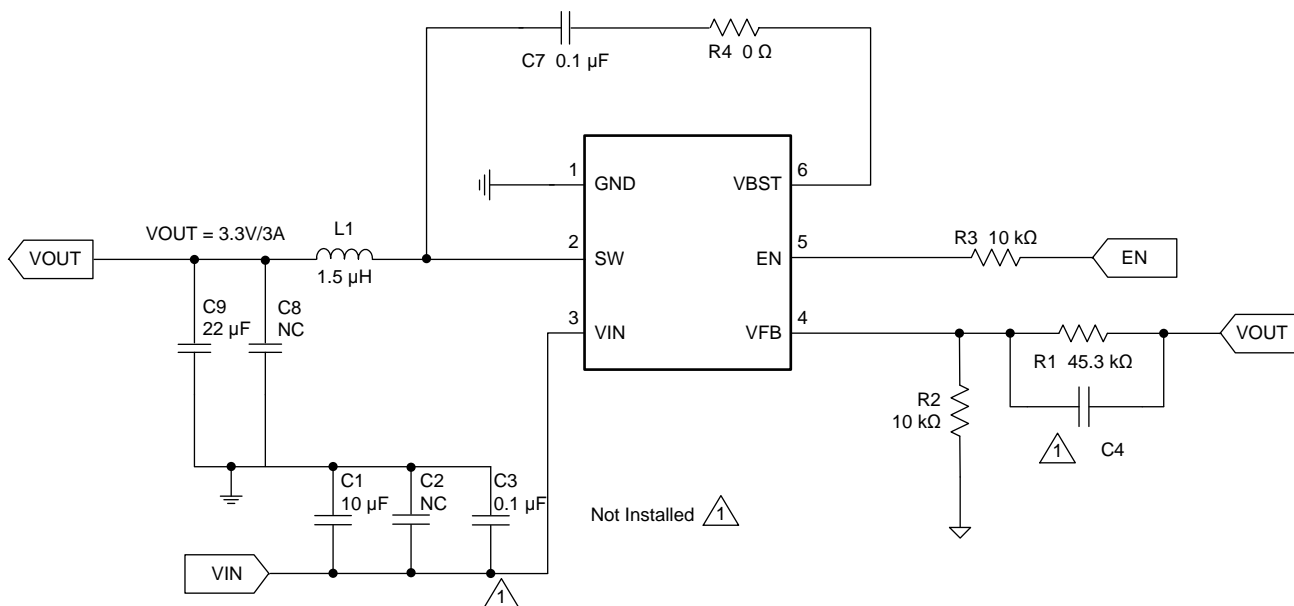 C7 0.1 µF
R4 0 Ω
1
GND
VBST
6
VOUT = 3.3V/3A
L1
VOUT
1.5 µH
2
SW
EN
5
R3 10 kΩ
EN
C9
22 µF
C8
NC
3
VIN
VFB
4
VOUT
R1 45.3 kΩ
R2
10 kΩ
1
C4
C1
10 µF
C2
NC
C3
0.1 µF
Not Installed 1
VIN
1